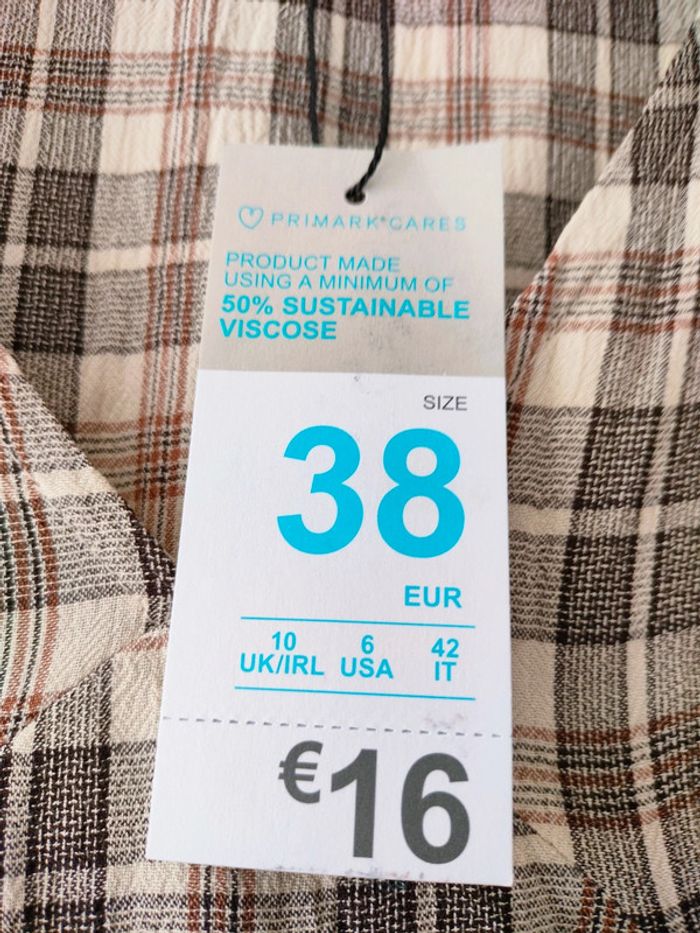 PRIMARK®CARES
PRODUCT MADE
USING A MINIMUM OF
50% SUSTAINABLE
VISCOSE
SIZE
38
EUR
10 6 42
UK/IRL USA IT
€16